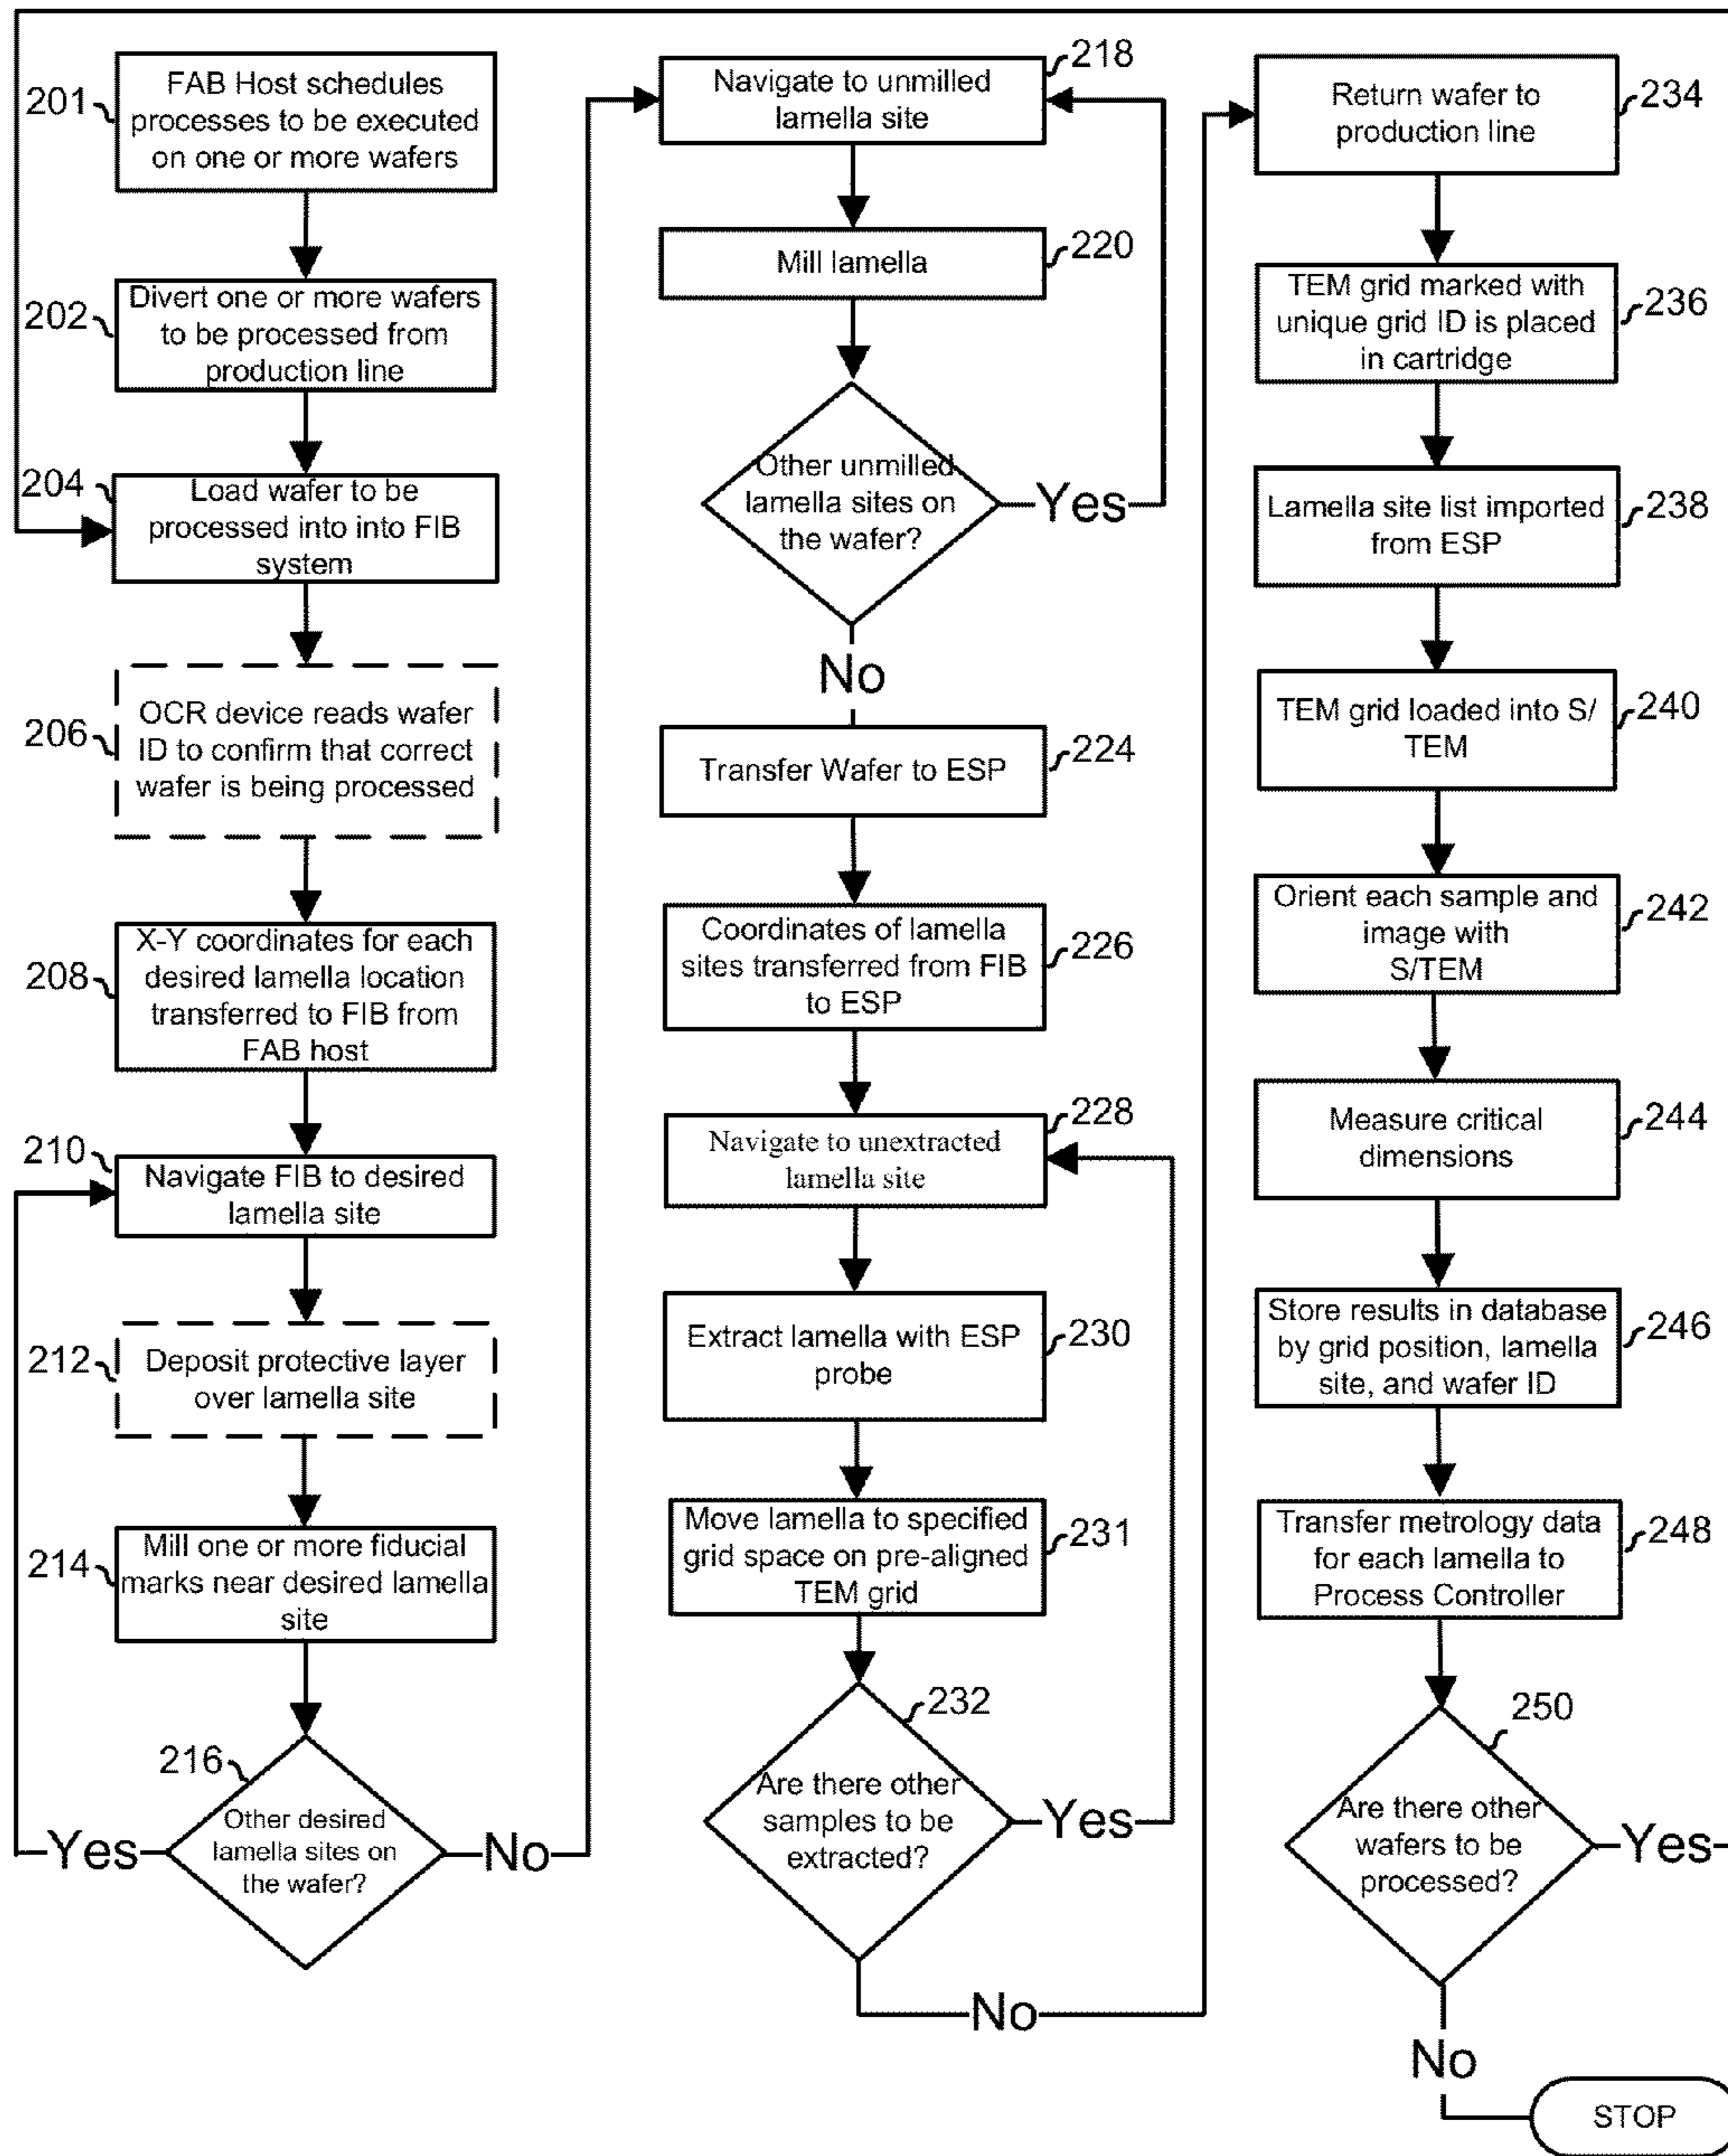 201
FAB Host schedules
processes to be executed
on one or more wafers
202
Divert one or more wafers
to be processed from
production line
204
Load wafer to be
processed into into FIB
system
206
OCR device reads wafer
ID to confirm that correct
wafer is being processed
208
X-Y coordinates for each
desired lamella location
transferred to FIB from
FAB host
210
Navigate FIB to desired
lamella site
212
Deposit protective layer
over lamella site
214
Mill one or more fiducial
marks near desired lamella
site
216
Other desired
lamella sites on
the wafer?
Yes
No
218
Navigate to unmilled
lamella site
220
Mill lamella
Other unmilled
lamella sites on
the wafer?
Yes
No
224
Transfer Wafer to ESP
226
Coordinates of lamella
sites transferred from FIB
to ESP
228
Navigate to unextracted
lamella site
230
Extract lamella with ESP
probe
231
Move lamella to specified
grid space on pre-aligned
TEM grid
232
Are there other
samples to be
extracted?
Yes
No
234
Return wafer to
production line
236
TEM grid marked with
unique grid ID is placed
in cartridge
238
Lamella site list imported
from ESP
240
TEM grid loaded into S/
TEM
242
Orient each sample and
image with
S/TEM
244
Measure critical
dimensions
246
Store results in database
by grid position, lamella
site, and wafer ID
248
Transfer metrology data
for each lamella to
Process Controller
250
Are there other
wafers to be
processed?
Yes
No
STOP